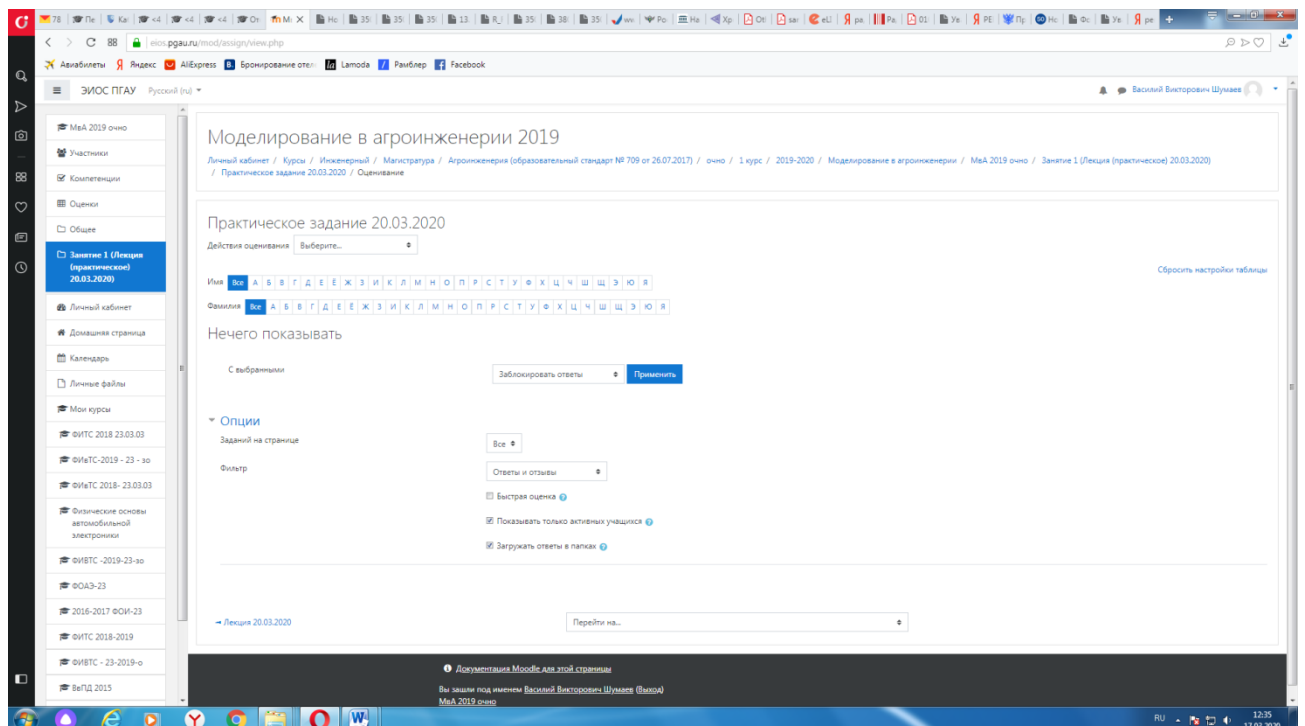 eios.pgau.ru/mod/assign/view.php
Авиабилеты Яндекс AliExpress Бронирование отел Lamoda Рамблер Facebook
ЭИОС ПГАУ Русский (ru)
Василий Викторович Шумаев
МвА 2019 очно
Участники
Компетенции
Оценки
Общее
Занятие 1 (Лекция
(практическое)
20.03.2020)
Личный кабинет
Домашняя страница
Календарь
Личные файлы
Мои курсы
ФИТС 2018 23.03.03
ФИвТС-2019 - 23 - зо
ФИвТС 2018- 23.03.03
Физические основы
автомобильной
электроники
ФИВТС -2019-23-зо
ФОАЭ-23
2016-2017 ФОИ-23
ФИТС 2018-2019
ФИВТС - 23-2019-о
ВвПД 2015
Моделирование в агроинженерии 2019
Личный кабинет / Курсы / Инженерный / Магистратура / Агроинженерия (образовательный стандарт № 709 от 26.07.2017) / очно / 1 курс / 2019-2020 / Моделирование в агроинженерии / МвА 2019 очно / Занятие 1 (Лекция (практическое) 20.03.2020)
/ Практическое задание 20.03.2020 / Оценивание
Практическое задание 20.03.2020
Действия оценивания Выберите...
Сбросить настройки таблицы
Имя Все А Б В Г Д Е Ё Ж З И К Л М Н О П Р С Т У Ф Х Ц Ч Ш Щ Э Ю Я
Фамилия Все А Б В Г Д Е Ё Ж З И К Л М Н О П Р С Т У Ф Х Ц Ч Ш Щ Э Ю Я
Нечего показывать
С выбранными Заблокировать ответы Применить
Опции
Заданий на странице Все
Фильтр Ответы и отзывы
Быстрая оценка
Показывать только активных учащихся
Загружать ответы в папках
Лекция 20.03.2020 Перейти на...
Документация Moodle для этой страницы
Вы зашли под именем Василий Викторович Шумаев (Выход)
МвА 2019 очно
RU 12:35
17.03.2020